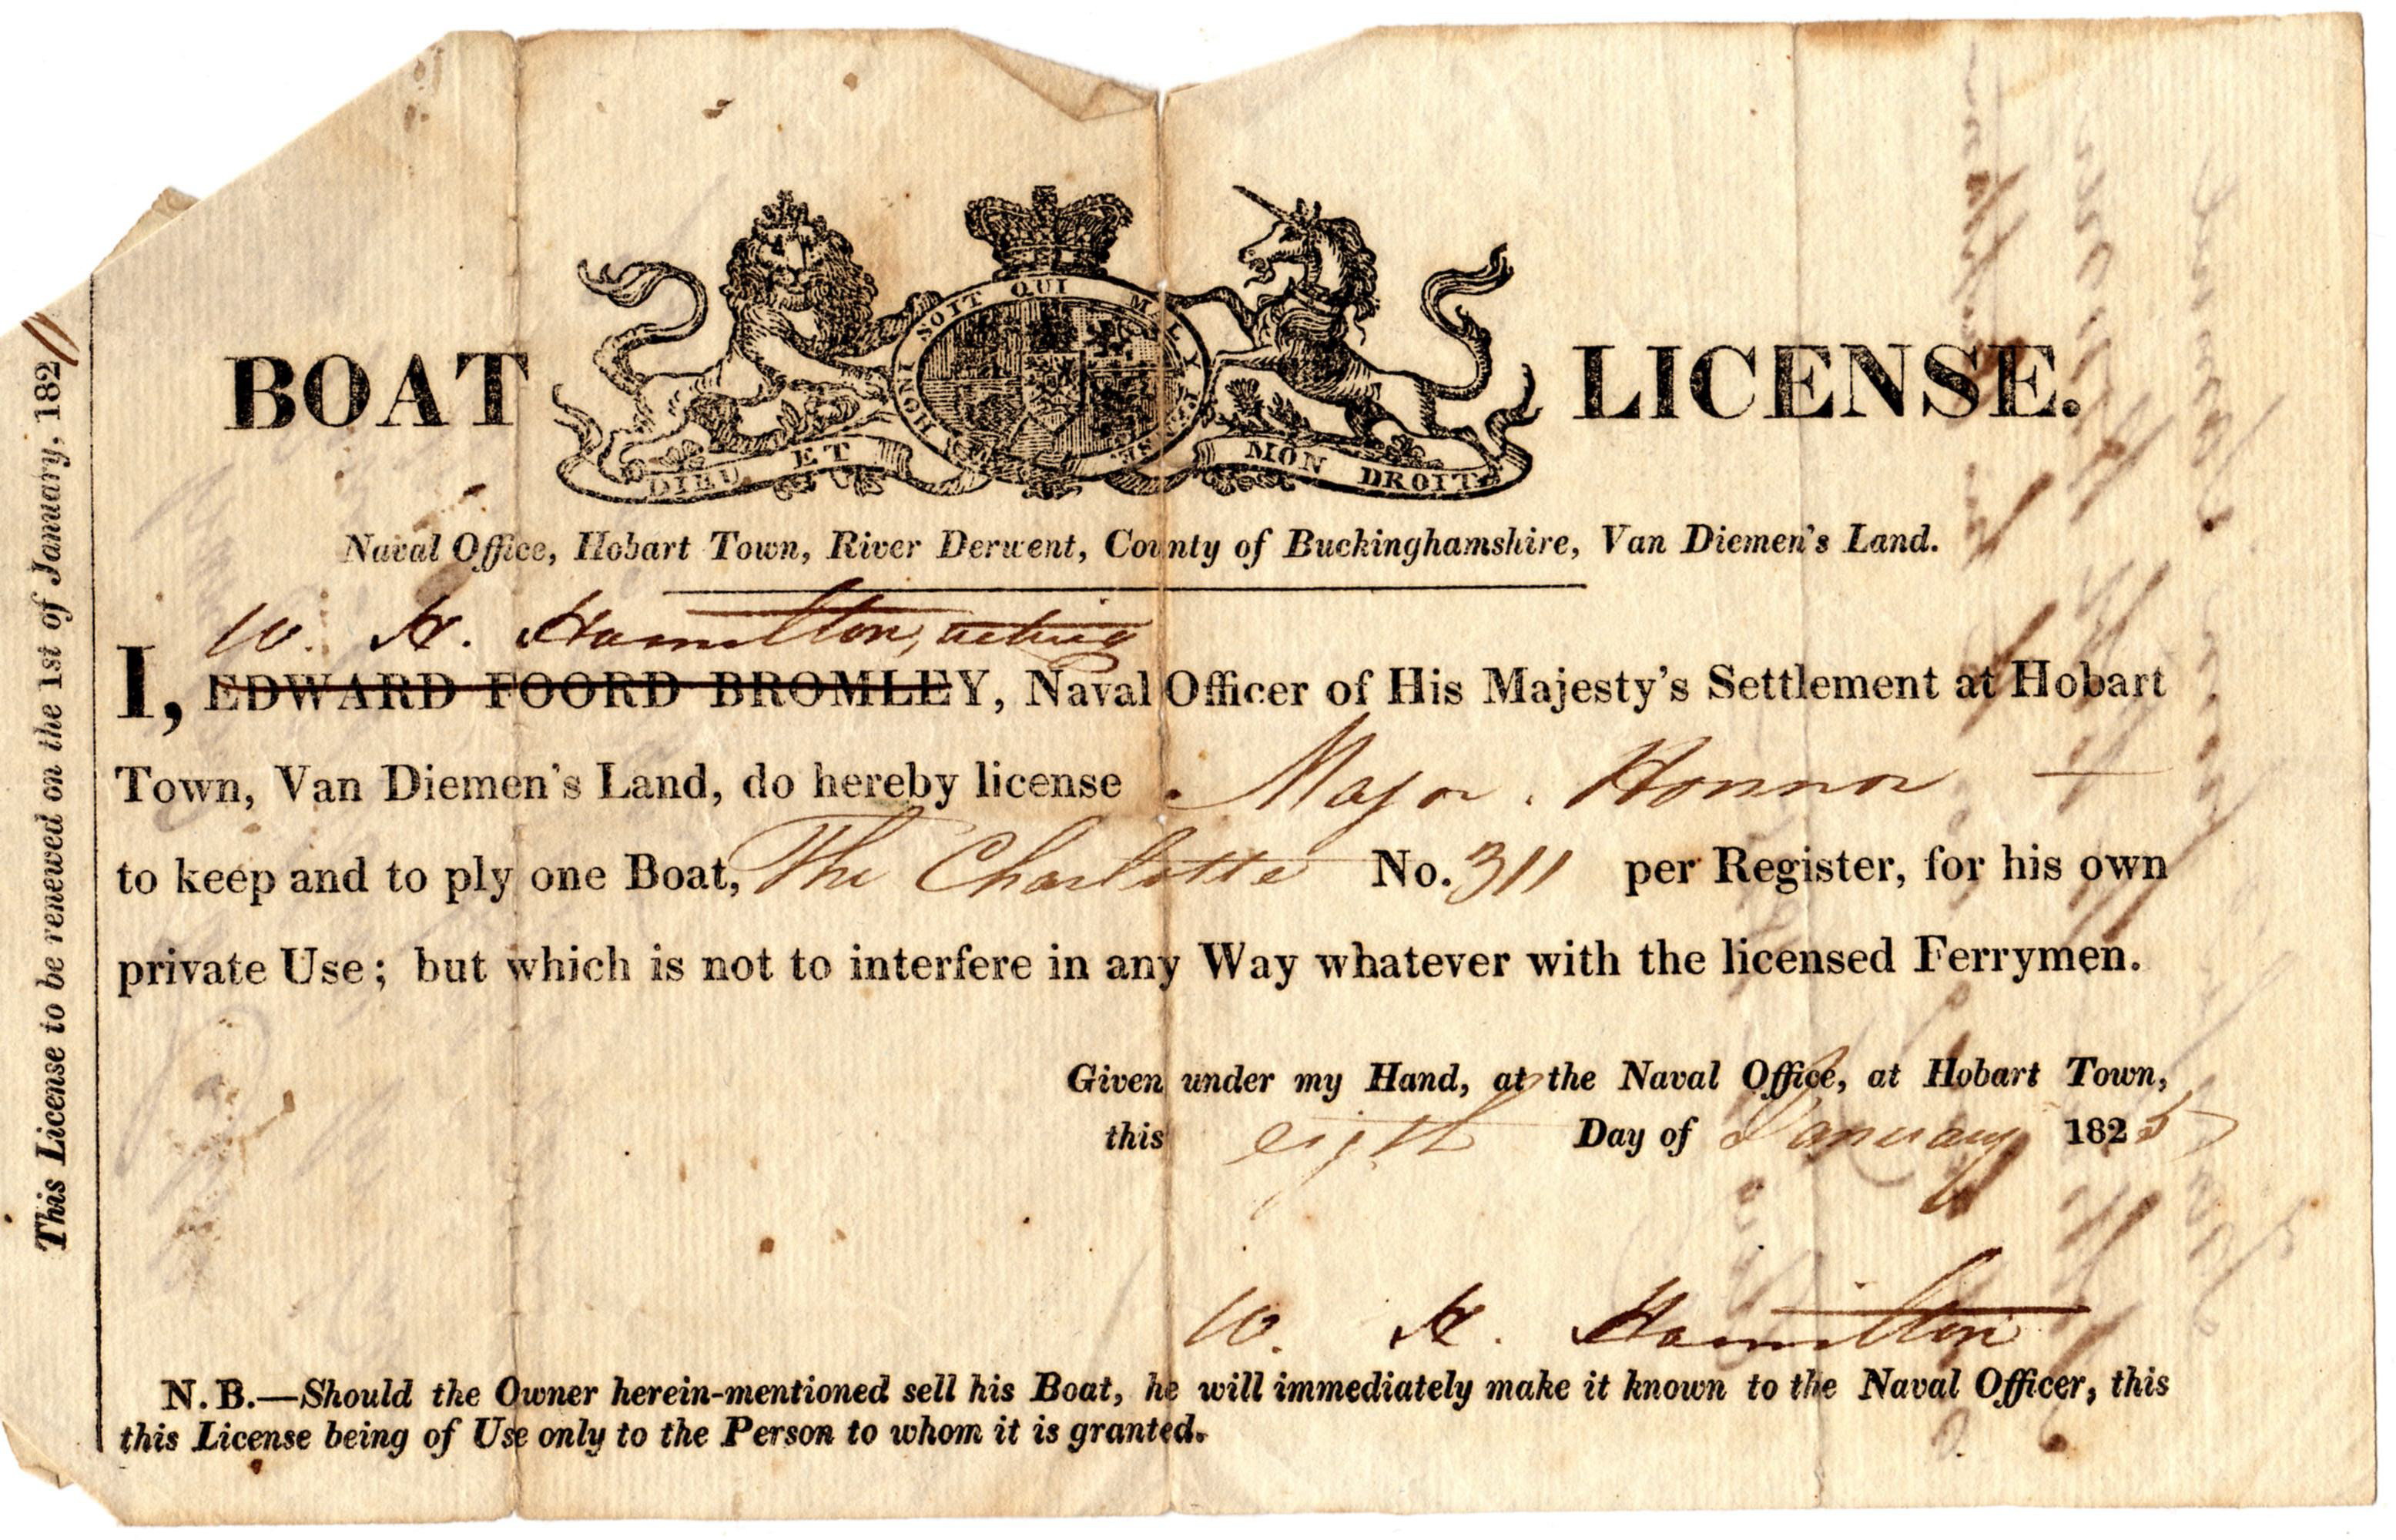 BOAT LICENSE.
HONI SOIT QUI MAL Y PENSE
DIEU ET MON DROIT
Naval Office, Hobart Town, River Derwent, County of Buckinghamshire, Van Diemen's Land.
W. H. Hamilton, acting
I, EDWARD FOORD BROMLEY, Naval Officer of His Majesty's Settlement at Hobart
Town, Van Diemen's Land, do hereby license Major Honnor
to keep and to ply one Boat, The Charlotte No. 311 per Register, for his own
private Use; but which is not to interfere in any Way whatever with the licensed Ferrymen.
Given under my Hand, at the Naval Office, at Hobart Town,
this eigth Day of January 1825
W. H. Hamilton
N.B.—Should the Owner herein-mentioned sell his Boat, he will immediately make it known to the Naval Officer, this
this License being of Use only to the Person to whom it is granted.
This License to be renewed on the 1st of January, 182